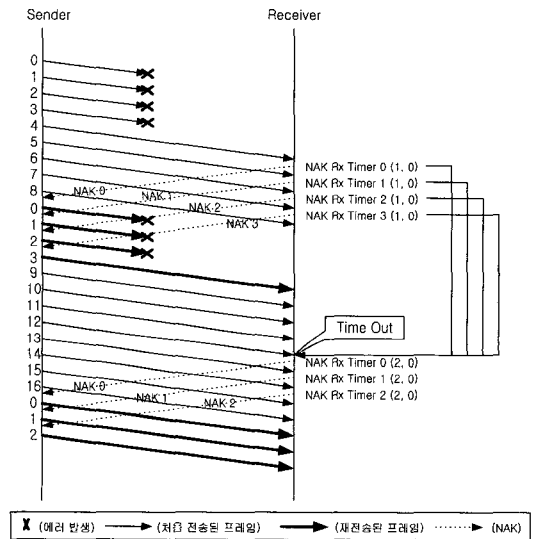 Sender Receiver
0
1
2
3
4
5
6
7
8
0
1
2
3
9
10
11
12
13
14
15
16
0
1
2
NAK 0
NAK 1
NAK 2
NAK 3
NAK Rx Timer 0 (1, 0)
NAK Rx Timer 1 (1, 0)
NAK Rx Timer 2 (1, 0)
NAK Rx Timer 3 (1, 0)
Time Out
NAK 0
NAK 1
NAK 2
NAK Rx Timer 0 (2, 0)
NAK Rx Timer 1 (2, 0)
NAK Rx Timer 2 (2, 0)
X (에러 발생) (처음 전송된 프레임) (재전송된 프레임) (NAK)